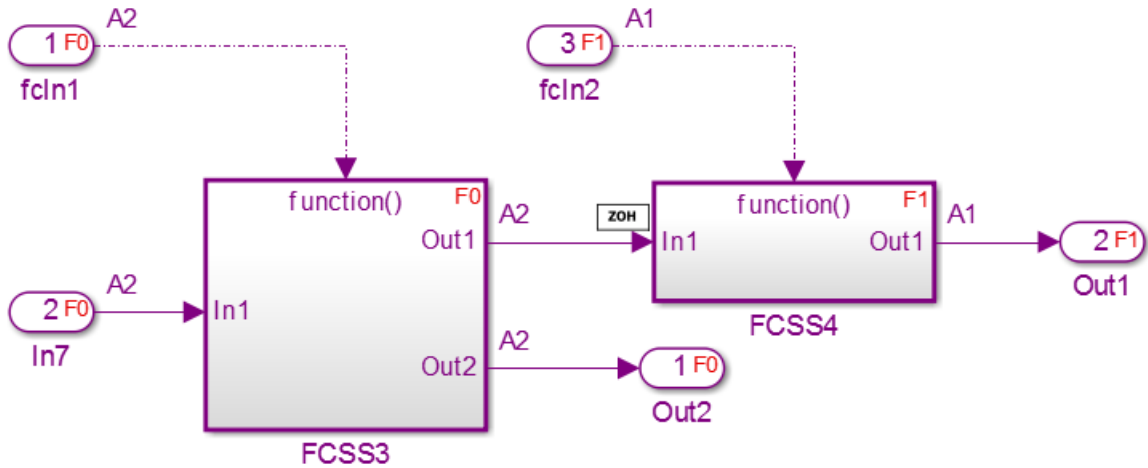 A2
1 F0
fcIn1
A1
3 F1
fcIn2
function()
F0
Out1
A2
ZOH
function()
F1
In1
Out1
A1
2 F1
Out1
FCSS4
A2
2 F0
In7
In1
Out2
A2
1 F0
Out2
FCSS3